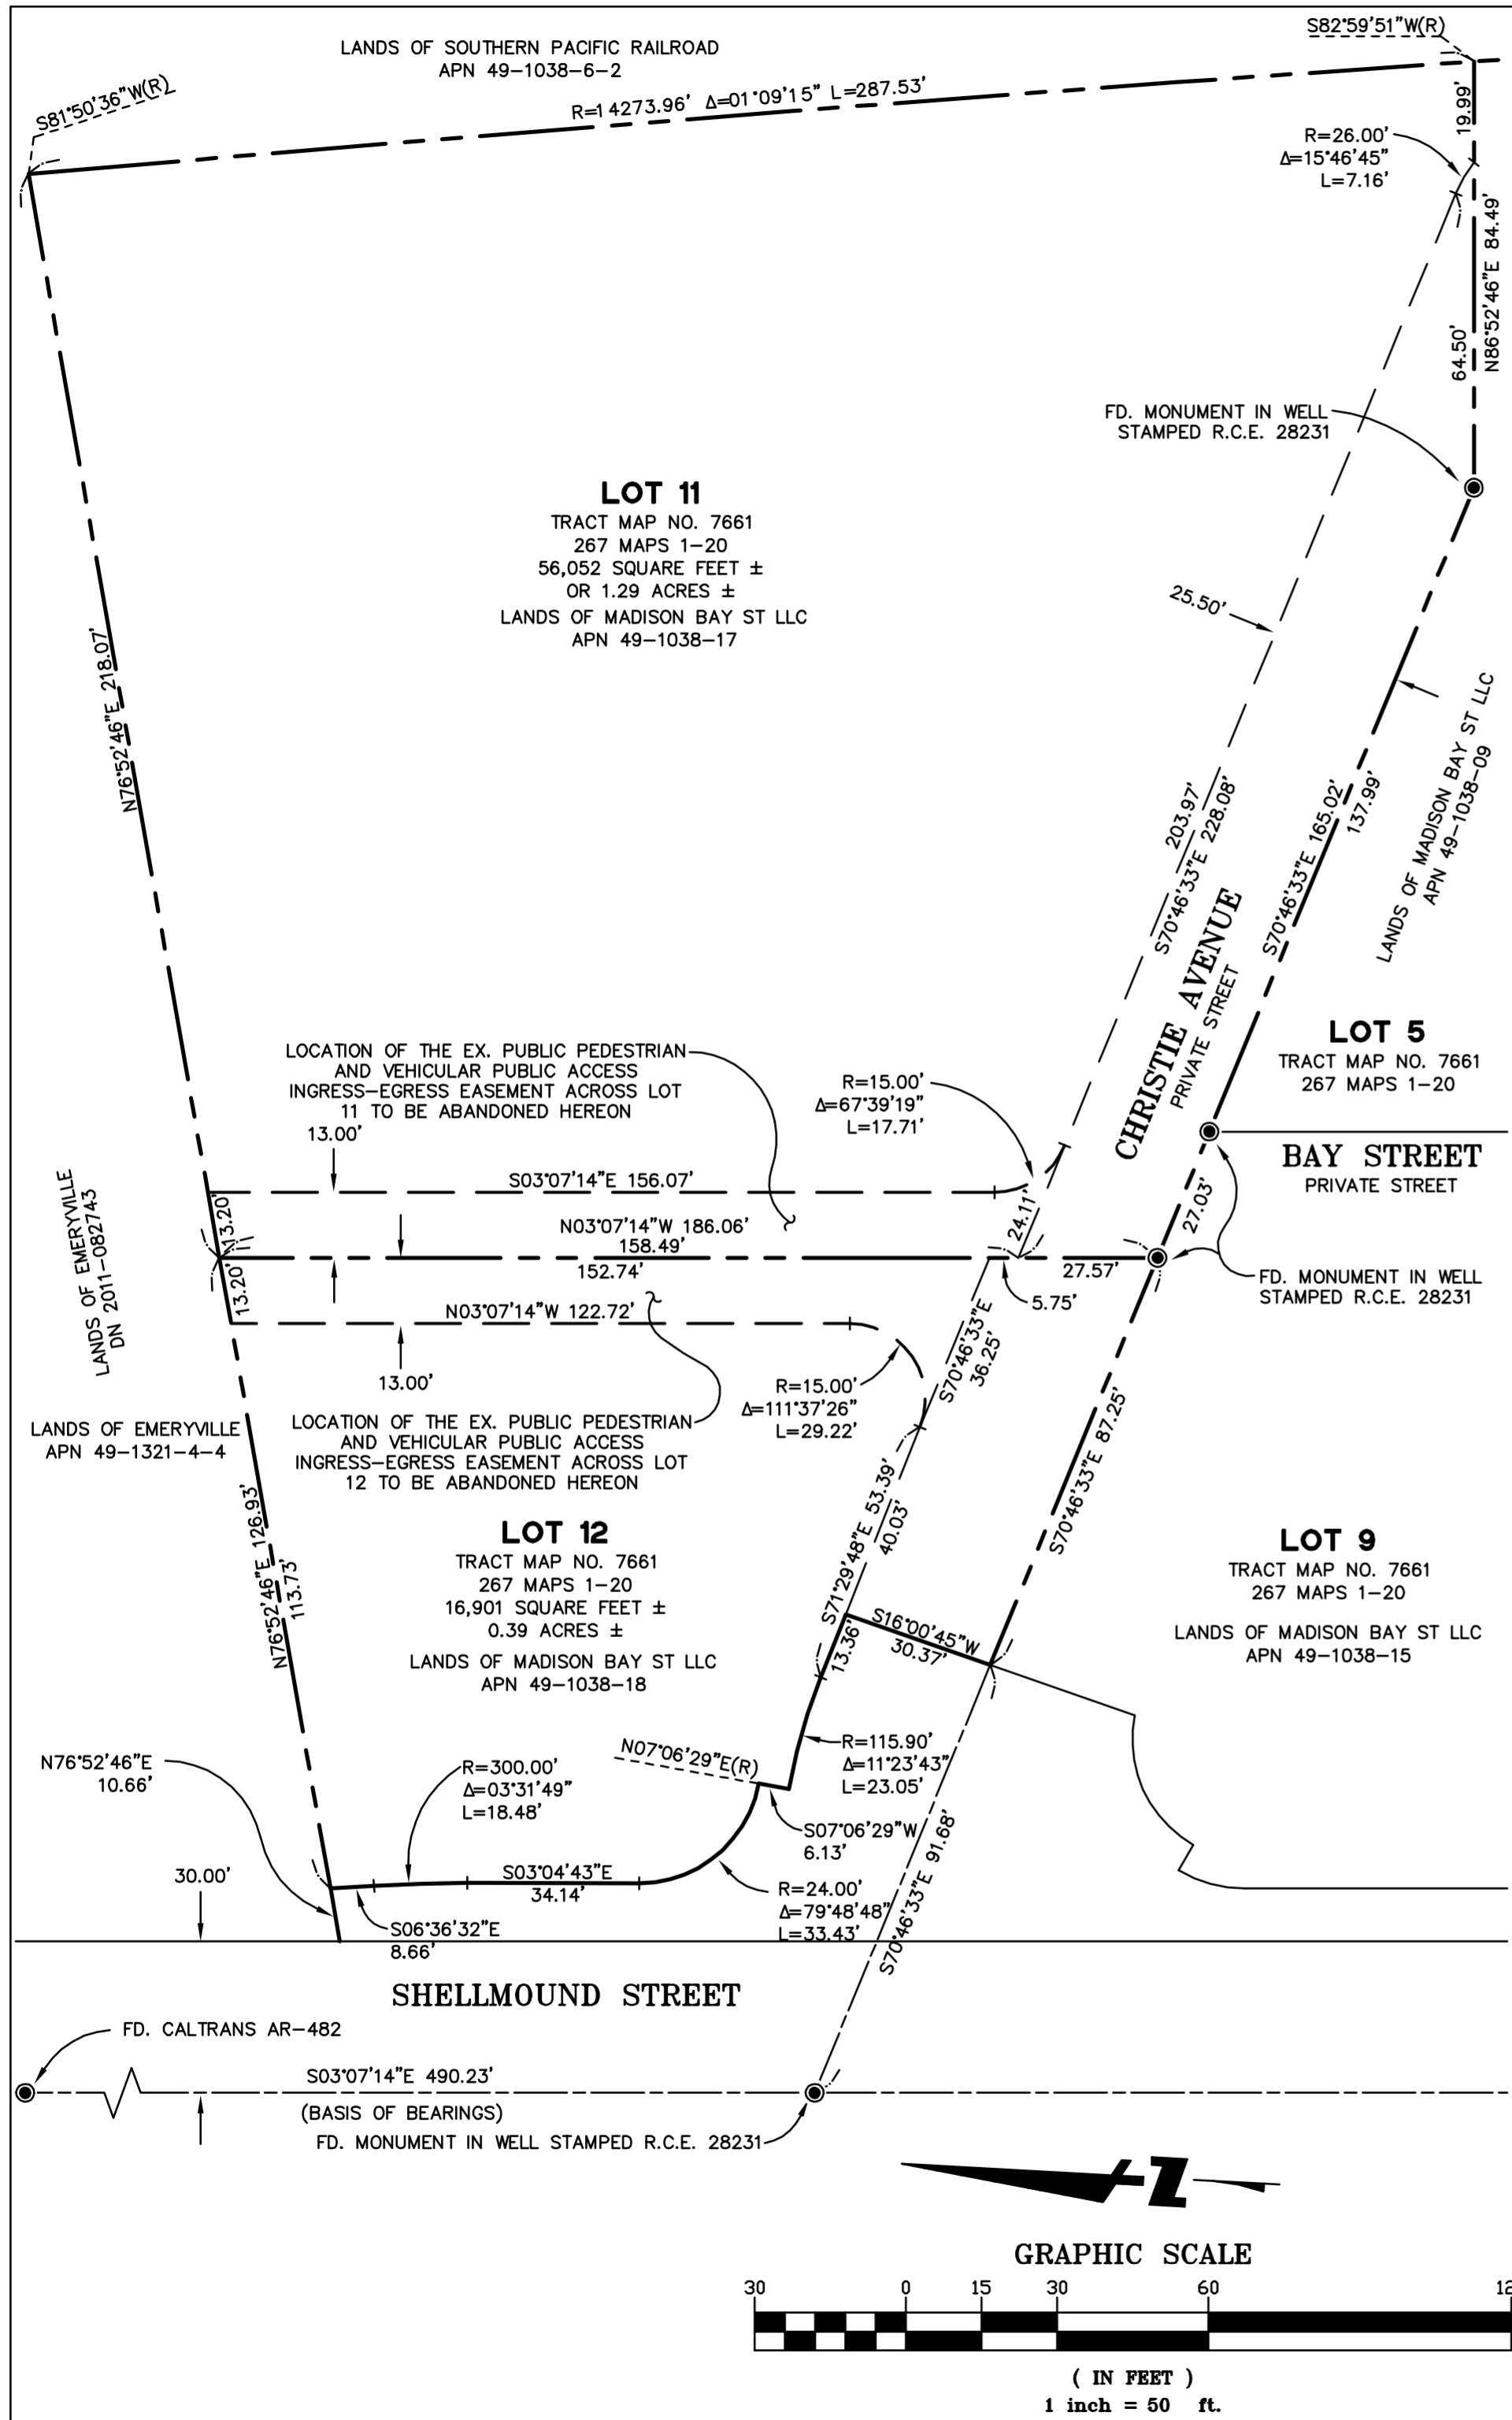 S82°59'51"W(R)
LANDS OF SOUTHERN PACIFIC RAILROAD
APN 49-1038-6-2
S81°50'36"W(R)
R=14273.96' Δ=01°09'15" L=287.53'
19.99'
R=26.00'
Δ=15°46'45"
L=7.16'
N86°52'46"E 84.49'
64.50'
FD. MONUMENT IN WELL
STAMPED R.C.E. 28231
LOT 11
TRACT MAP NO. 7661
267 MAPS 1-20
56,052 SQUARE FEET ±
OR 1.29 ACRES ±
LANDS OF MADISON BAY ST LLC
APN 49-1038-17
25.50'
N76°52'46"E 218.07'
LANDS OF MADISON BAY ST LLC
APN 49-1038-09
203.97'
S70°46'33"E 228.08'
S70°46'33"E 165.02'
137.99'
CHRISTIE AVENUE
PRIVATE STREET
LOT 5
TRACT MAP NO. 7661
267 MAPS 1-20
LOCATION OF THE EX. PUBLIC PEDESTRIAN
AND VEHICULAR PUBLIC ACCESS
INGRESS-EGRESS EASEMENT ACROSS LOT
11 TO BE ABANDONED HEREON
13.00'
R=15.00'
Δ=67°39'19"
L=17.71'
BAY STREET
PRIVATE STREET
S03°07'14"E 156.07'
LANDS OF EMERYVILLE
DN 2011-082743
13.20'
N03°07'14"W 186.06'
158.49'
152.74'
24.11'
27.03'
27.57'
5.75'
FD. MONUMENT IN WELL
STAMPED R.C.E. 28231
13.20'
N03°07'14"W 122.72'
S70°46'33"E
36.25'
13.00'
R=15.00'
Δ=111°37'26"
L=29.22'
LANDS OF EMERYVILLE
APN 49-1321-4-4
LOCATION OF THE EX. PUBLIC PEDESTRIAN
AND VEHICULAR PUBLIC ACCESS
INGRESS-EGRESS EASEMENT ACROSS LOT
12 TO BE ABANDONED HEREON
S70°46'33"E 87.25'
N76°52'46"E 126.93'
113.73'
S71°29'48"E 53.39'
40.03'
LOT 12
TRACT MAP NO. 7661
267 MAPS 1-20
16,901 SQUARE FEET ±
0.39 ACRES ±
LANDS OF MADISON BAY ST LLC
APN 49-1038-18
LOT 9
TRACT MAP NO. 7661
267 MAPS 1-20
LANDS OF MADISON BAY ST LLC
APN 49-1038-15
S16°00'45"W
30.37'
13.36'
N76°52'46"E
10.66'
R=300.00'
Δ=03°31'49"
L=18.48'
N07°06'29"E(R)
R=115.90'
Δ=11°23'43"
L=23.05'
S07°06'29"W
6.13'
30.00'
S03°04'43"E
34.14'
R=24.00'
Δ=79°48'48"
L=33.43'
S70°46'33"E 91.68'
S06°36'32"E
8.66'
SHELLMOUND STREET
FD. CALTRANS AR-482
S03°07'14"E 490.23'
(BASIS OF BEARINGS)
FD. MONUMENT IN WELL STAMPED R.C.E. 28231
N
GRAPHIC SCALE
30 0 15 30 60 12
( IN FEET )
1 inch = 50 ft.